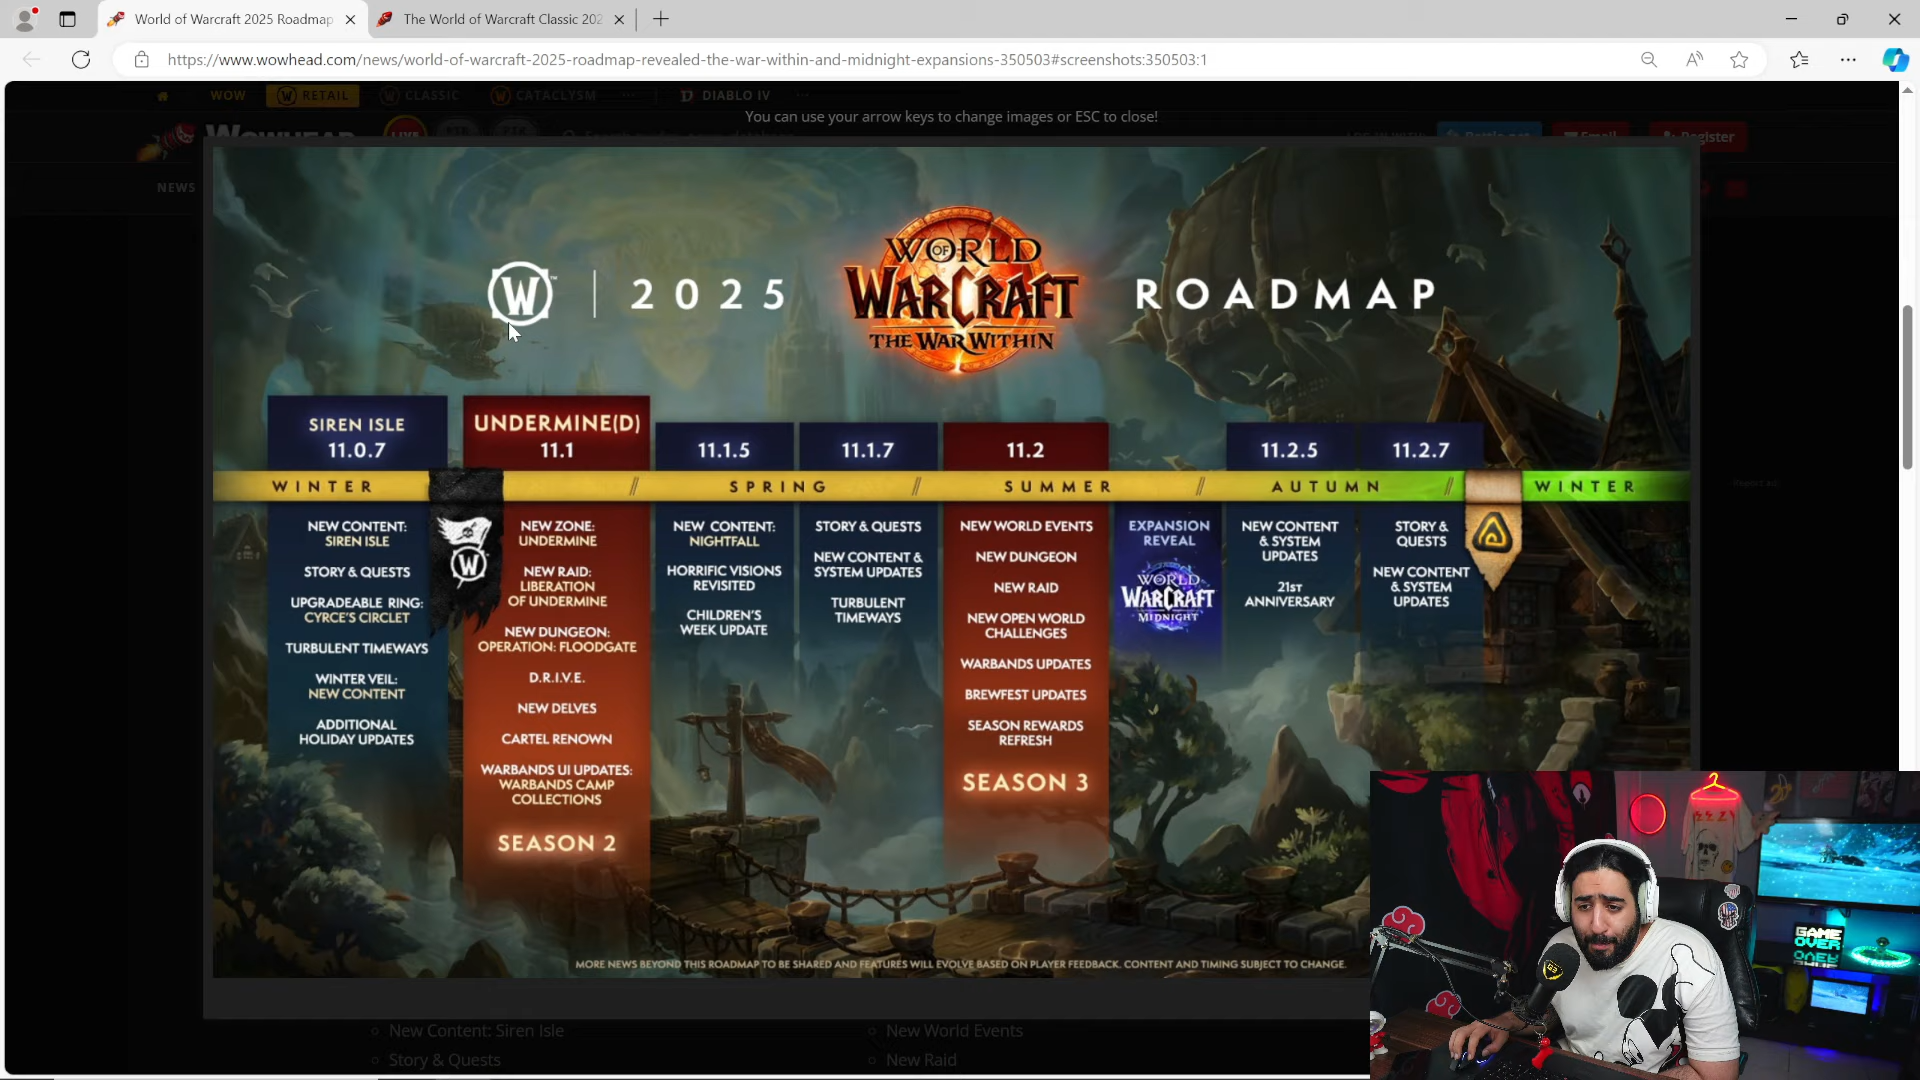 World of Warcraft 2025 Roadmap
The World of Warcraft Classic 202
https://www.wowhead.com/news/world-of-warcraft-2025-roadmap-revealed-the-war-within-and-midnight-expansions-350503#screenshots:350503:1
WOW
RETAIL
CLASSIC
CATACLYSM
DIABLO IV
You can use your arrow keys to change images or ESC to close!
WOWHEAD
LIVE
Battle.net
Email
Register
NEWS
W | 2025
WORLD OF WARCRAFT
THE WAR WITHIN
ROADMAP
SIREN ISLE
11.0.7
UNDERMINE(D)
11.1
11.1.5
11.1.7
11.2
11.2.5
11.2.7
WINTER // SPRING // SUMMER // AUTUMN // WINTER
NEW CONTENT:
SIREN ISLE
STORY & QUESTS
UPGRADEABLE RING:
CYRCE'S CIRCLET
TURBULENT TIMEWAYS
WINTER VEIL:
NEW CONTENT
ADDITIONAL
HOLIDAY UPDATES
W
NEW ZONE:
UNDERMINE
NEW RAID:
LIBERATION
OF UNDERMINE
NEW DUNGEON:
OPERATION: FLOODGATE
D.R.I.V.E.
NEW DELVES
CARTEL RENOWN
WARBANDS UI UPDATES:
WARBANDS CAMP
COLLECTIONS
SEASON 2
NEW CONTENT:
NIGHTFALL
HORRIFIC VISIONS
REVISITED
CHILDREN'S
WEEK UPDATE
STORY & QUESTS
NEW CONTENT &
SYSTEM UPDATES
TURBULENT
TIMEWAYS
NEW WORLD EVENTS
NEW DUNGEON
NEW RAID
NEW OPEN WORLD
CHALLENGES
WARBANDS UPDATES
BREWFEST UPDATES
SEASON REWARDS
REFRESH
SEASON 3
EXPANSION
REVEAL
WORLD
WARCRAFT
MIDNIGHT
NEW CONTENT
& SYSTEM
UPDATES
21ST
ANNIVERSARY
STORY &
QUESTS
NEW CONTENT
& SYSTEM
UPDATES
MORE NEWS BEYOND THIS ROADMAP TO BE SHARED AND FEATURES WILL EVOLVE BASED ON PLAYER FEEDBACK. CONTENT AND TIMING SUBJECT TO CHANGE.
New Content: Siren Isle
New World Events
Story & Quests
New Raid
GAME
OVER